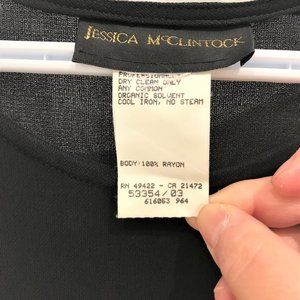 JESSICA McCLINTOCK
PROFESSIONALLY
DRY CLEAN ONLY
ANY COMMON
ORGANIC SOLVENT
COOL IRON, NO STEAM
BODY:100% RAYON
RN 49422 - CA 21472
53354/03
616053 964